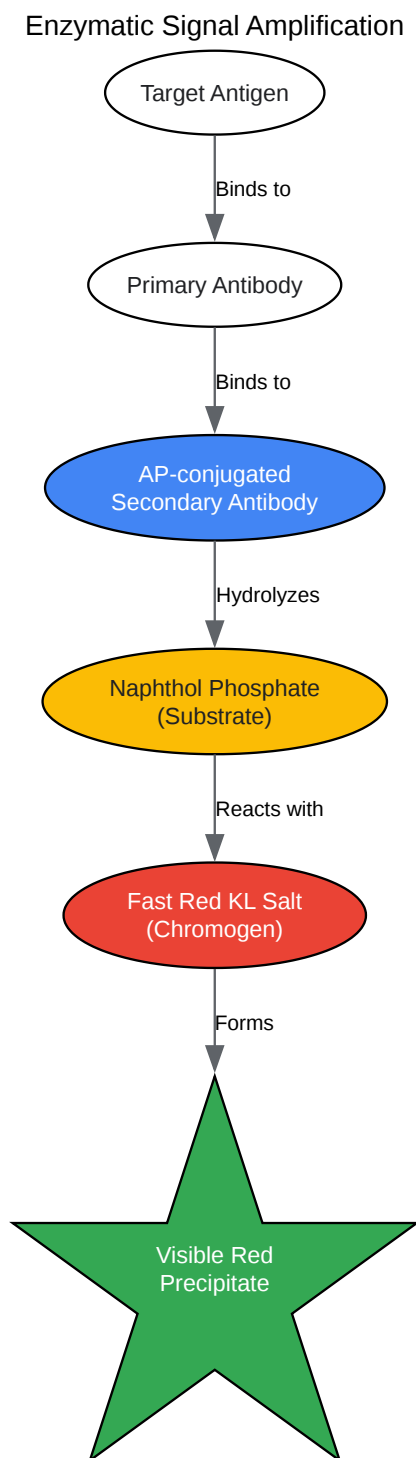 Enzymatic Signal Amplification
Target Antigen
Binds to
Primary Antibody
Binds to
AP-conjugated
Secondary Antibody
Hydrolyzes
Naphthol Phosphate
(Substrate)
Reacts with
Fast Red KL Salt
(Chromogen)
Forms
Visible Red
Precipitate